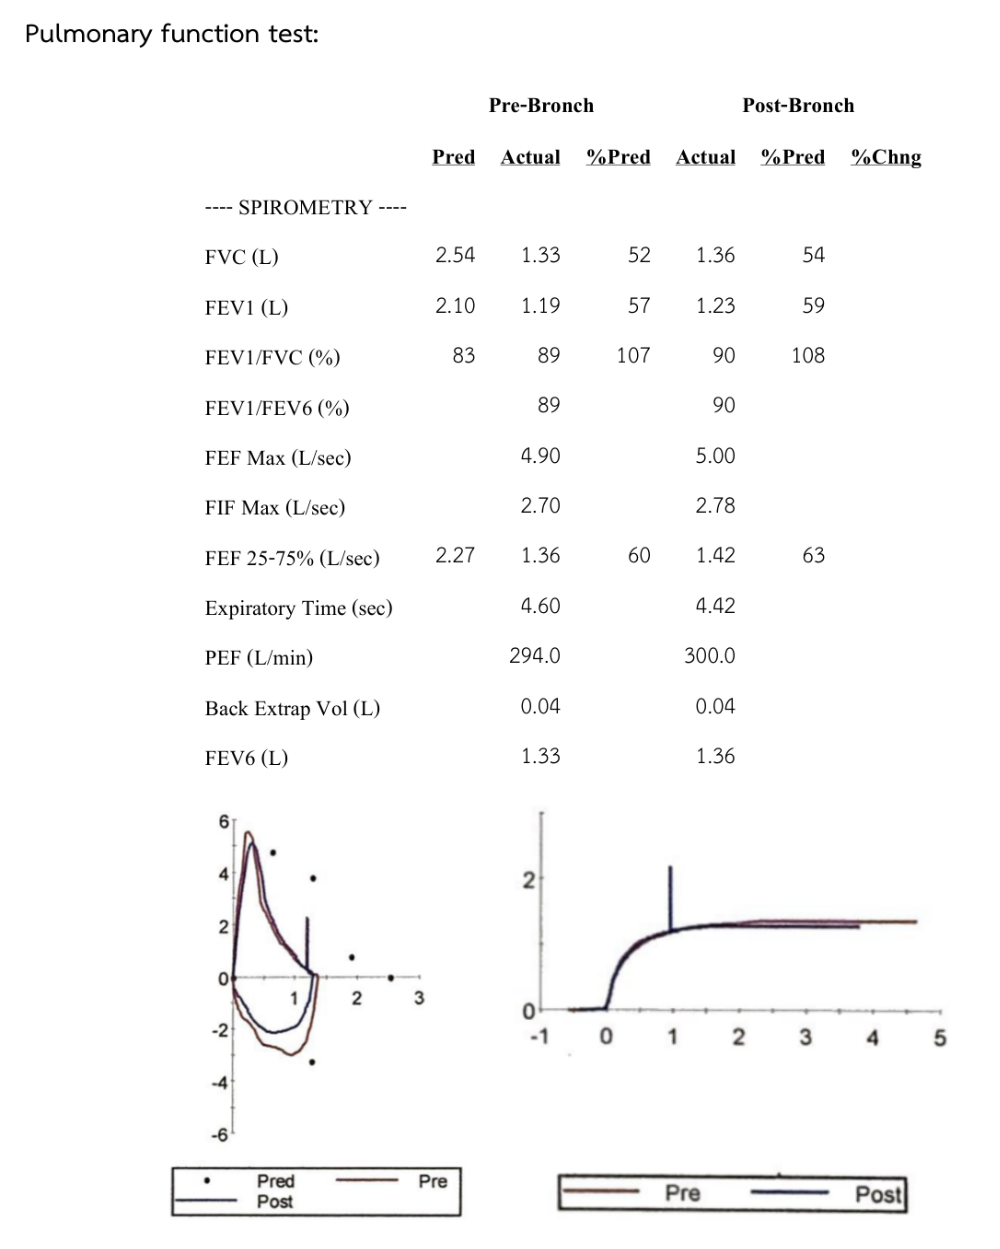 Pulmonary function test:
Pre-Bronch Post-Bronch
Pred Actual %Pred Actual %Pred %Chng
---- SPIROMETRY ----
FVC (L) 2.54 1.33 52 1.36 54
FEV1 (L) 2.10 1.19 57 1.23 59
FEV1/FVC (%) 83 89 107 90 108
FEV1/FEV6 (%) 89 90
FEF Max (L/sec) 4.90 5.00
FIF Max (L/sec) 2.70 2.78
FEF 25-75% (L/sec) 2.27 1.36 60 1.42 63
Expiratory Time (sec) 4.60 4.42
PEF (L/min) 294.0 300.0
Back Extrap Vol (L) 0.04 0.04
FEV6 (L) 1.33 1.36
6
4
2
0
1 2 3
-2
-4
-6
Pred Pre
Post
2
0
-1 0 1 2 3 4 5
Pre Post